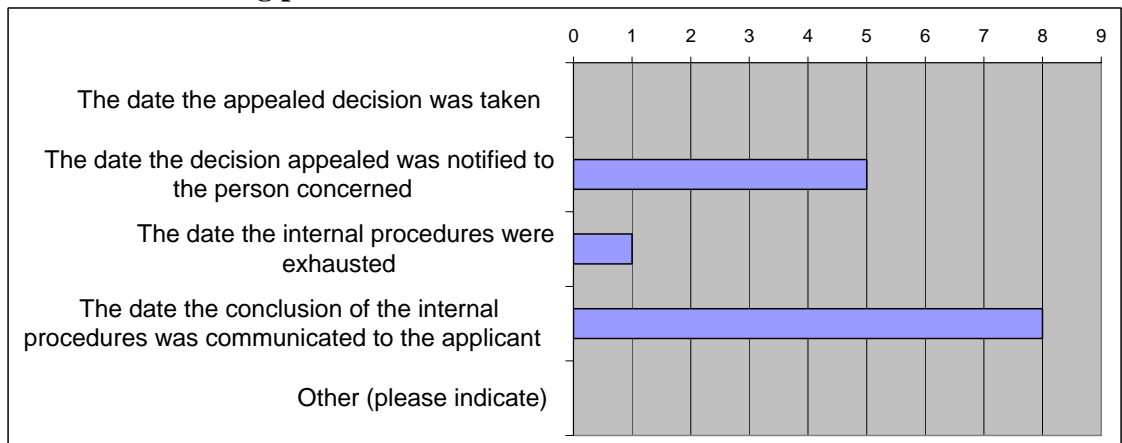 0 1 2 3 4 5 6 7 8 9
The date the appealed decision was taken
The date the decision appealed was notified to
the person concerned
The date the internal procedures were
exhausted
The date the conclusion of the internal
procedures was communicated to the applicant
Other (please indicate)